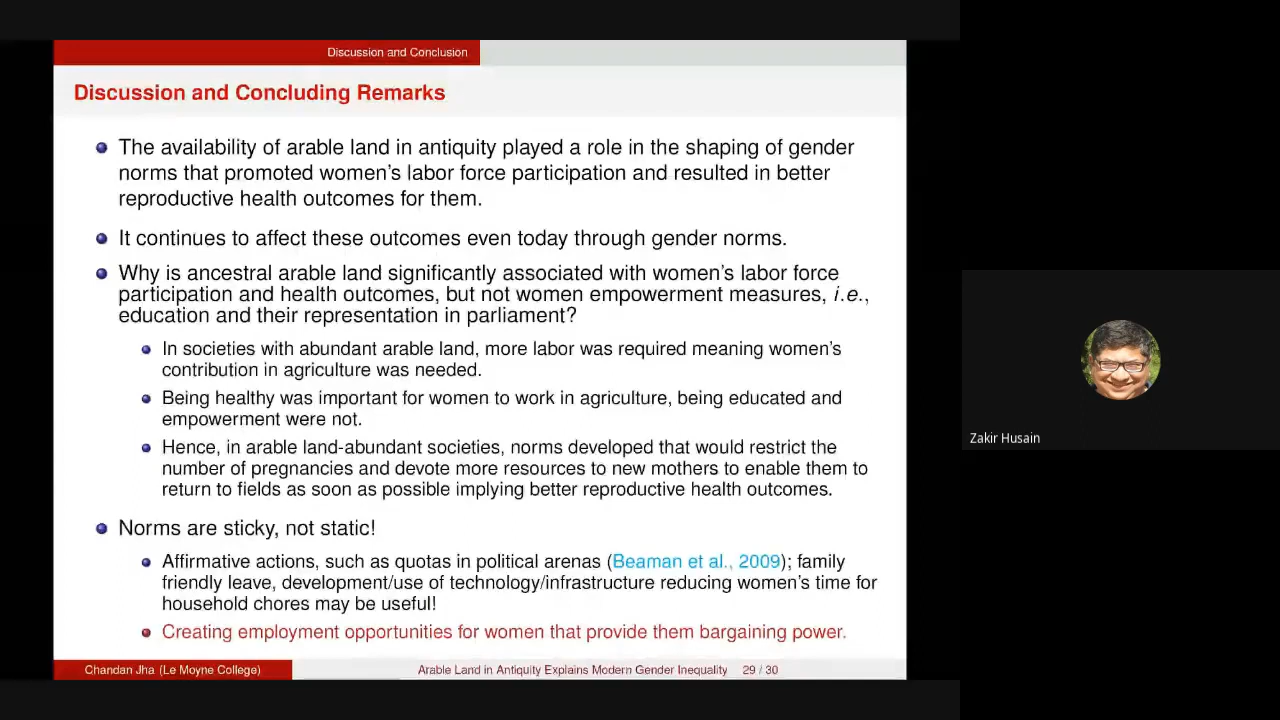 Discussion and Conclusion
Discussion and Concluding Remarks
The availability of arable land in antiquity played a role in the shaping of gender
norms that promoted women's labor force participation and resulted in better
reproductive health outcomes for them.
It continues to affect these outcomes even today through gender norms.
Why is ancestral arable land significantly associated with women's labor force
participation and health outcomes, but not women empowerment measures, i.e.,
education and their representation in parliament?
In societies with abundant arable land, more labor was required meaning women's
contribution in agriculture was needed.
Being healthy was important for women to work in agriculture, being educated and
empowerment were not.
Hence, in arable land-abundant societies, norms developed that would restrict the
number of pregnancies and devote more resources to new mothers to enable them to
return to fields as soon as possible implying better reproductive health outcomes.
Norms are sticky, not static!
Affirmative actions, such as quotas in political arenas (Beaman et al., 2009); family
friendly leave, development/use of technology/infrastructure reducing women's time for
household chores may be useful!
Creating employment opportunities for women that provide them bargaining power.
Chandan Jha (Le Moyne College) Arable Land in Antiquity Explains Modern Gender Inequality 29 / 30
Zakir Husain